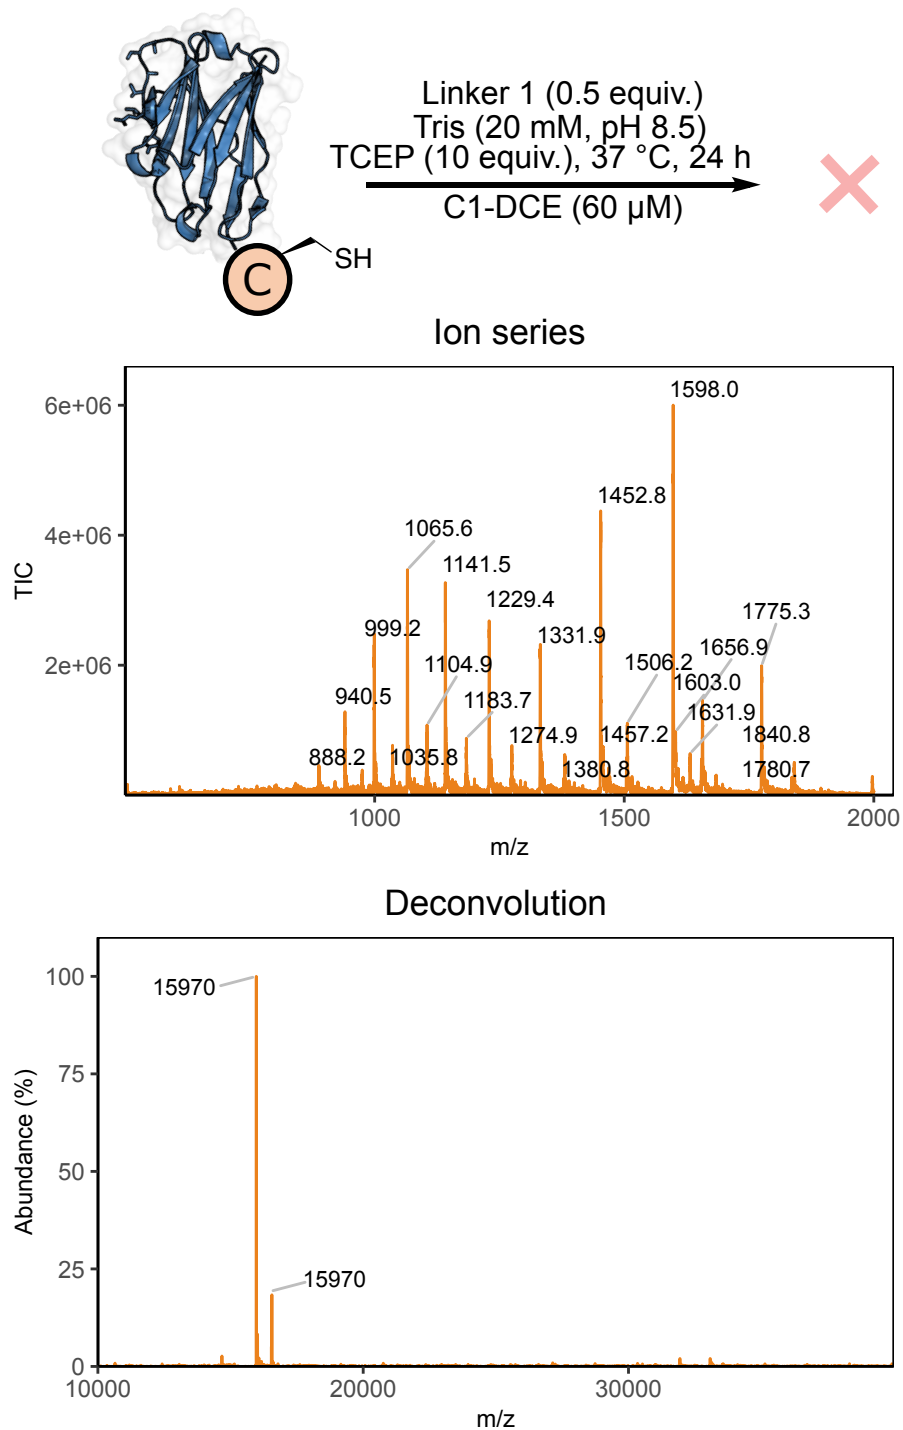 Linker 1 (0.5 equiv.)
Tris (20 mM, pH 8.5)
TCEP (10 equiv.), 37 °C, 24 h
C1-DCE (60 µM)
SH
C
Ion series
1598.0
6e+06
1452.8
1065.6
4e+06
1141.5
TIC
1229.4
1775.3
999.2
1331.9
1506.2
1656.9
1104.9
2e+06
1603.0
940.5
1183.7
1631.9
1274.9
1457.2
1840.8
888.2
1035.8
1380.8
1780.7
1000
1500
2000
m/z
Deconvolution
100
15970
75
Abundance (%)
50
25
15970
0
10000
20000
30000
m/z